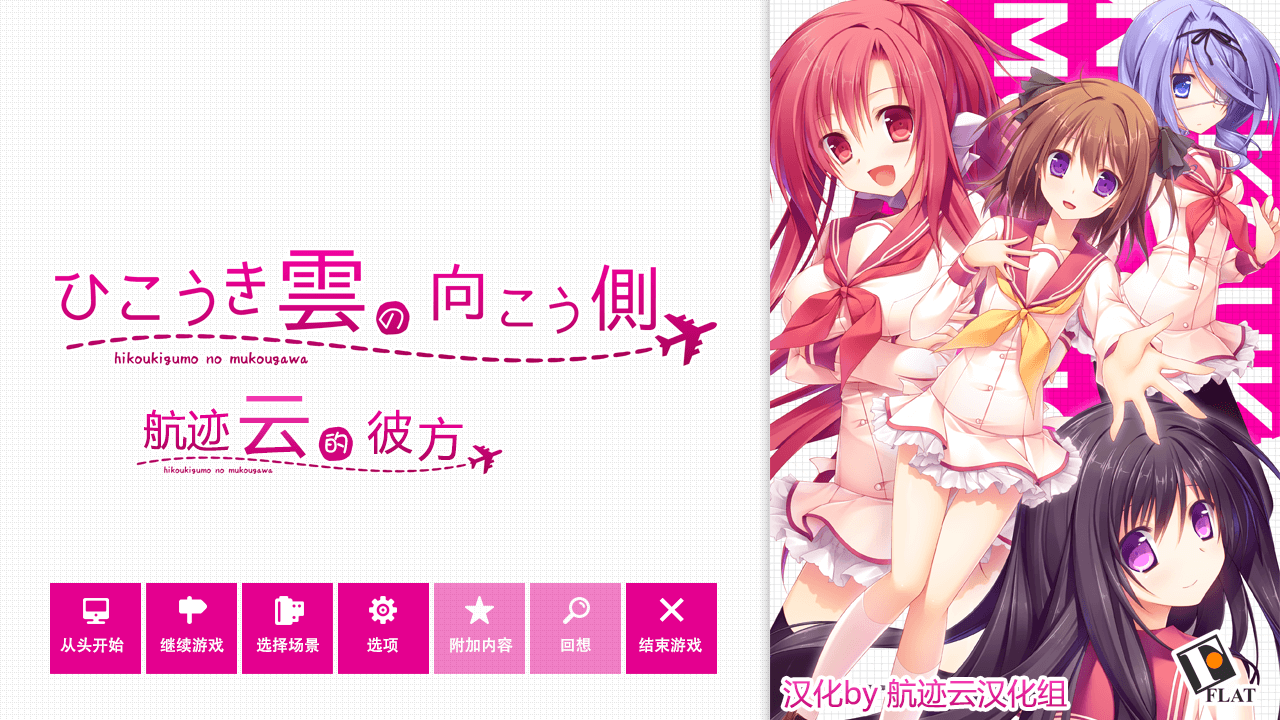 ひこうき雲の向こう側
hikoukigumo no mukougawa
航迹云的彼方
hikoukigumo no mukougawa
从头开始
继续游戏
选择场景
选项
附加内容
回想
结束游戏
汉化by 航迹云汉化组
FLAT